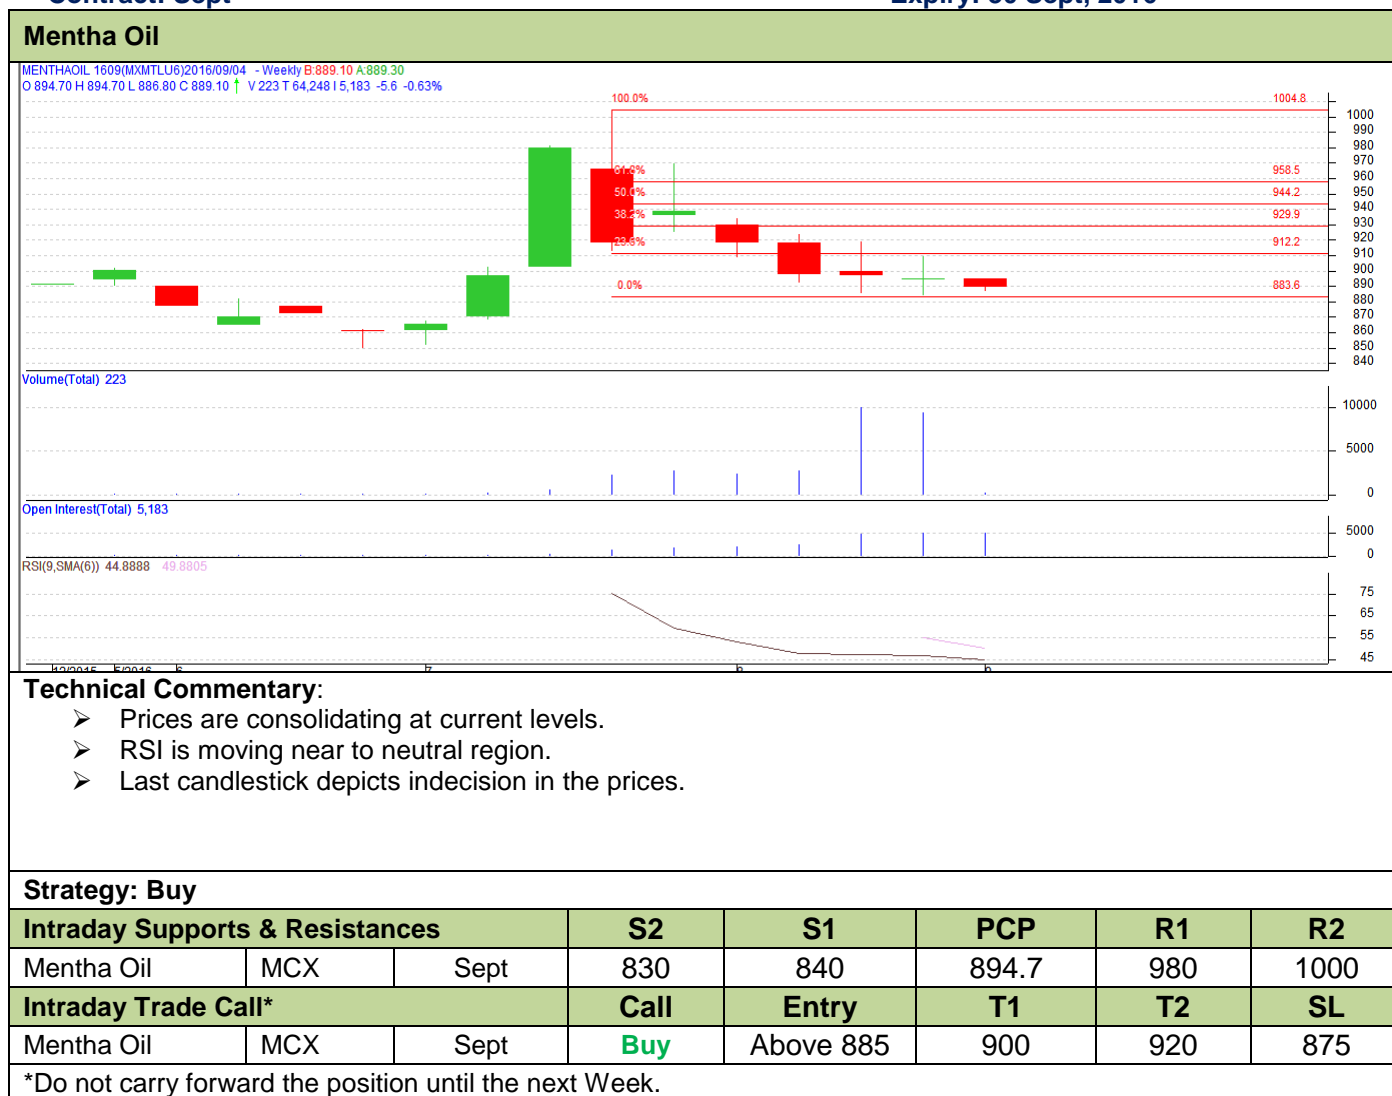 Mentha Oil
MENTHAOIL 1609(MXMTLU6)2016/09/04 - Weekly B:889.10 A:889.30
O 894.70 H 894.70 L 886.80 C 889.10 V 223 T 64,248 I 5,183 -5.6 -0.63%
100.0% 1004.8
61.8% 958.5
50.0% 944.2
38.2% 929.9
23.6% 912.2
0.0% 883.6
1000
990
980
970
960
950
940
930
920
910
900
890
880
870
860
850
840
Volume(Total) 223
10000
5000
0
Open Interest(Total) 5,183
5000
0
RSI(9,SMA(6)) 44.8888 49.8805
75
65
55
45
12/2015 5/2016 6 7 8 9
Technical Commentary:
➢ Prices are consolidating at current levels.
➢ RSI is moving near to neutral region.
➢ Last candlestick depicts indecision in the prices.
Strategy: Buy
Intraday Supports & Resistances S2 S1 PCP R1 R2
Mentha Oil MCX Sept 830 840 894.7 980 1000
Intraday Trade Call* Call Entry T1 T2 SL
Mentha Oil MCX Sept Buy Above 885 900 920 875
*Do not carry forward the position until the next Week.